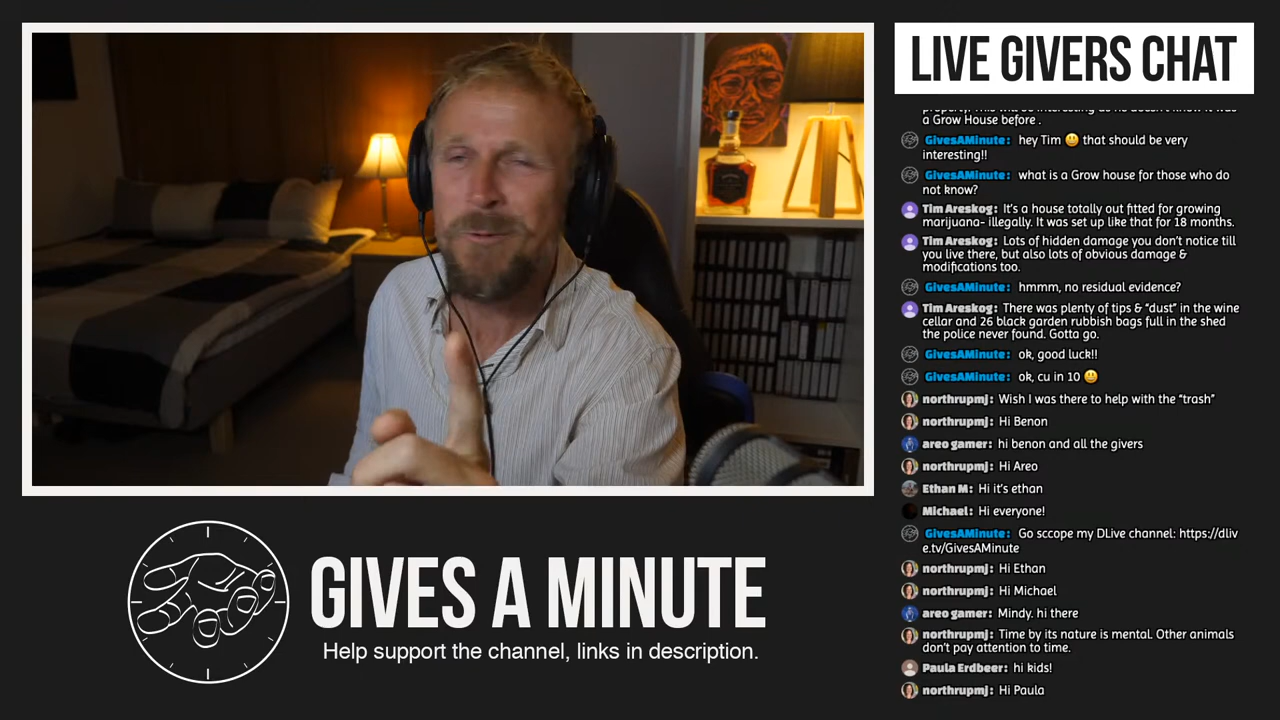 LIVE GIVERS CHAT
a Grow House before .
GivesAMinute: hey Tim 😃 that should be very
interesting!!
GivesAMinute: what is a Grow house for those who do
not know?
Tim Areskog: It's a house totally out fitted for growing
marijuana- illegally. It was set up like that for 18 months.
Tim Areskog: Lots of hidden damage you don't notice till
you live there, but also lots of obvious damage &
modifications too.
GivesAMinute: hmmm, no residual evidence?
Tim Areskog: There was plenty of tips & “dust” in the wine
cellar and 26 black garden rubbish bags full in the shed
the police never found. Gotta go.
GivesAMinute: ok, good luck!!
GivesAMinute: ok, cu in 10 😃
northrupmj: Wish I was there to help with the “trash”
northrupmj: Hi Benon
areo gamer: hi benon and all the givers
northrupmj: Hi Areo
Ethan M: Hi it's ethan
Michael: Hi everyone!
GivesAMinute: Go sccope my DLive channel: https://dliv
e.tv/GivesAMinute
northrupmj: Hi Ethan
northrupmj: Hi Michael
areo gamer: Mindy. hi there
northrupmj: Time by its nature is mental. Other animals
don't pay attention to time.
Paula Erdbeer: hi kids!
northrupmj: Hi Paula
GIVES A MINUTE
Help support the channel, links in description.